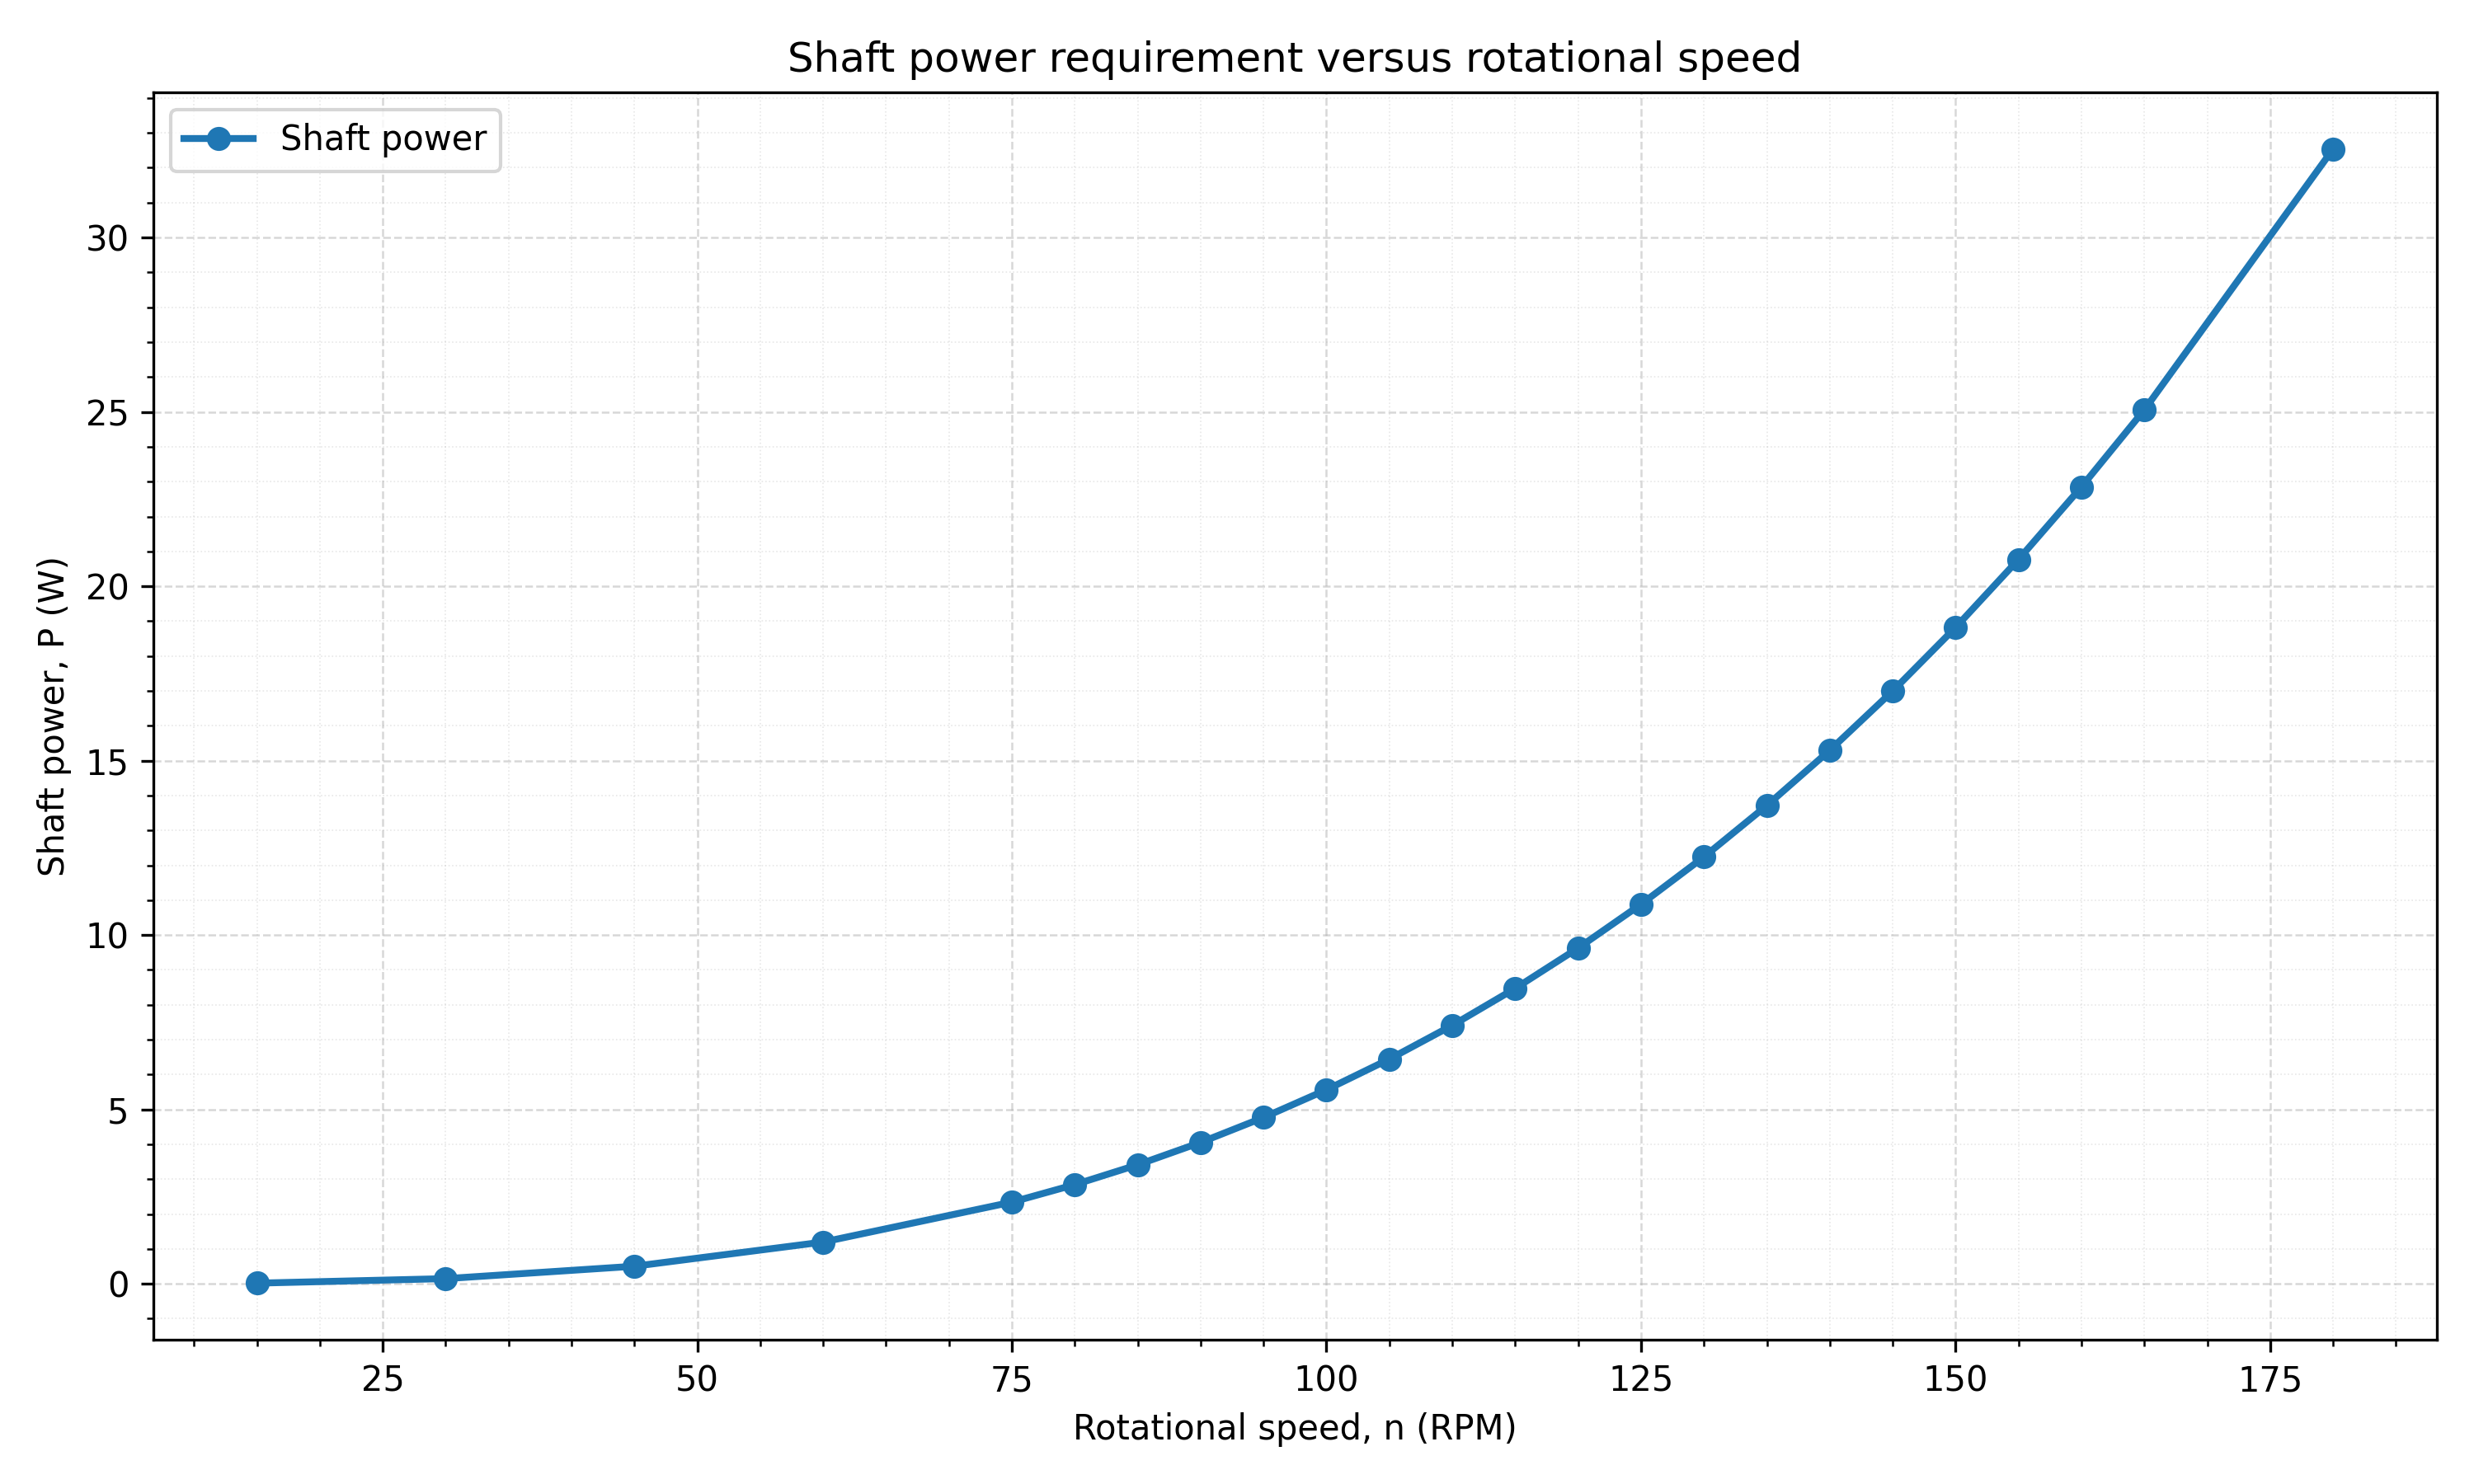 Shaft power requirement versus rotational speed
Shaft power
30
25
20
15
10
5
0
Shaft power, P (W)
25 50 75 100 125 150 175
Rotational speed, n (RPM)